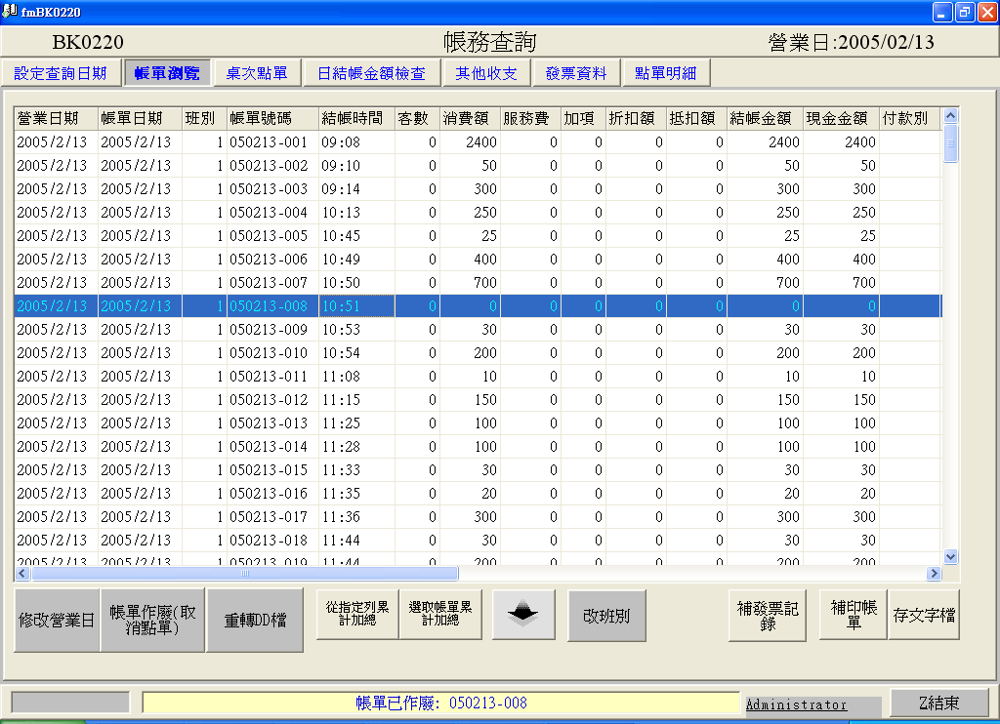 fmBK0220
BK0220 帳務查詢 營業日:2005/02/13
設定查詢日期 帳單瀏覽 桌次點單 日結帳金額檢查 其他收支 發票資料 點單明細
營業日期 帳單日期 班別 帳單號碼 結帳時間 客數 消費額 服務費 加項 折扣額 抵扣額 結帳金額 現金金額 付款別
2005/2/13 2005/2/13 1 050213-001 09:08 0 2400 0 0 0 0 2400 2400
2005/2/13 2005/2/13 1 050213-002 09:10 0 50 0 0 0 0 50 50
2005/2/13 2005/2/13 1 050213-003 09:14 0 300 0 0 0 0 300 300
2005/2/13 2005/2/13 1 050213-004 10:13 0 250 0 0 0 0 250 250
2005/2/13 2005/2/13 1 050213-005 10:45 0 25 0 0 0 0 25 25
2005/2/13 2005/2/13 1 050213-006 10:49 0 400 0 0 0 0 400 400
2005/2/13 2005/2/13 1 050213-007 10:50 0 700 0 0 0 0 700 700
2005/2/13 2005/2/13 1 050213-008 10:51 0 0 0 0 0 0 0 0
2005/2/13 2005/2/13 1 050213-009 10:53 0 30 0 0 0 0 30 30
2005/2/13 2005/2/13 1 050213-010 10:54 0 200 0 0 0 0 200 200
2005/2/13 2005/2/13 1 050213-011 11:08 0 10 0 0 0 0 10 10
2005/2/13 2005/2/13 1 050213-012 11:15 0 150 0 0 0 0 150 150
2005/2/13 2005/2/13 1 050213-013 11:25 0 100 0 0 0 0 100 100
2005/2/13 2005/2/13 1 050213-014 11:28 0 100 0 0 0 0 100 100
2005/2/13 2005/2/13 1 050213-015 11:33 0 30 0 0 0 0 30 30
2005/2/13 2005/2/13 1 050213-016 11:35 0 20 0 0 0 0 20 20
2005/2/13 2005/2/13 1 050213-017 11:36 0 300 0 0 0 0 300 300
2005/2/13 2005/2/13 1 050213-018 11:44 0 30 0 0 0 0 30 30
2005/2/13 2005/2/13 1 050213-019 11:44 0 200 0 0 0 0 200 200
修改營業日
帳單作廢(取
消點單)
重轉DD檔
從指定列累
計加總
選取帳單累
計加總
改班別
補發票記
錄
補印帳
單
存文字檔
帳單已作廢: 050213-008 Administrator Z結束